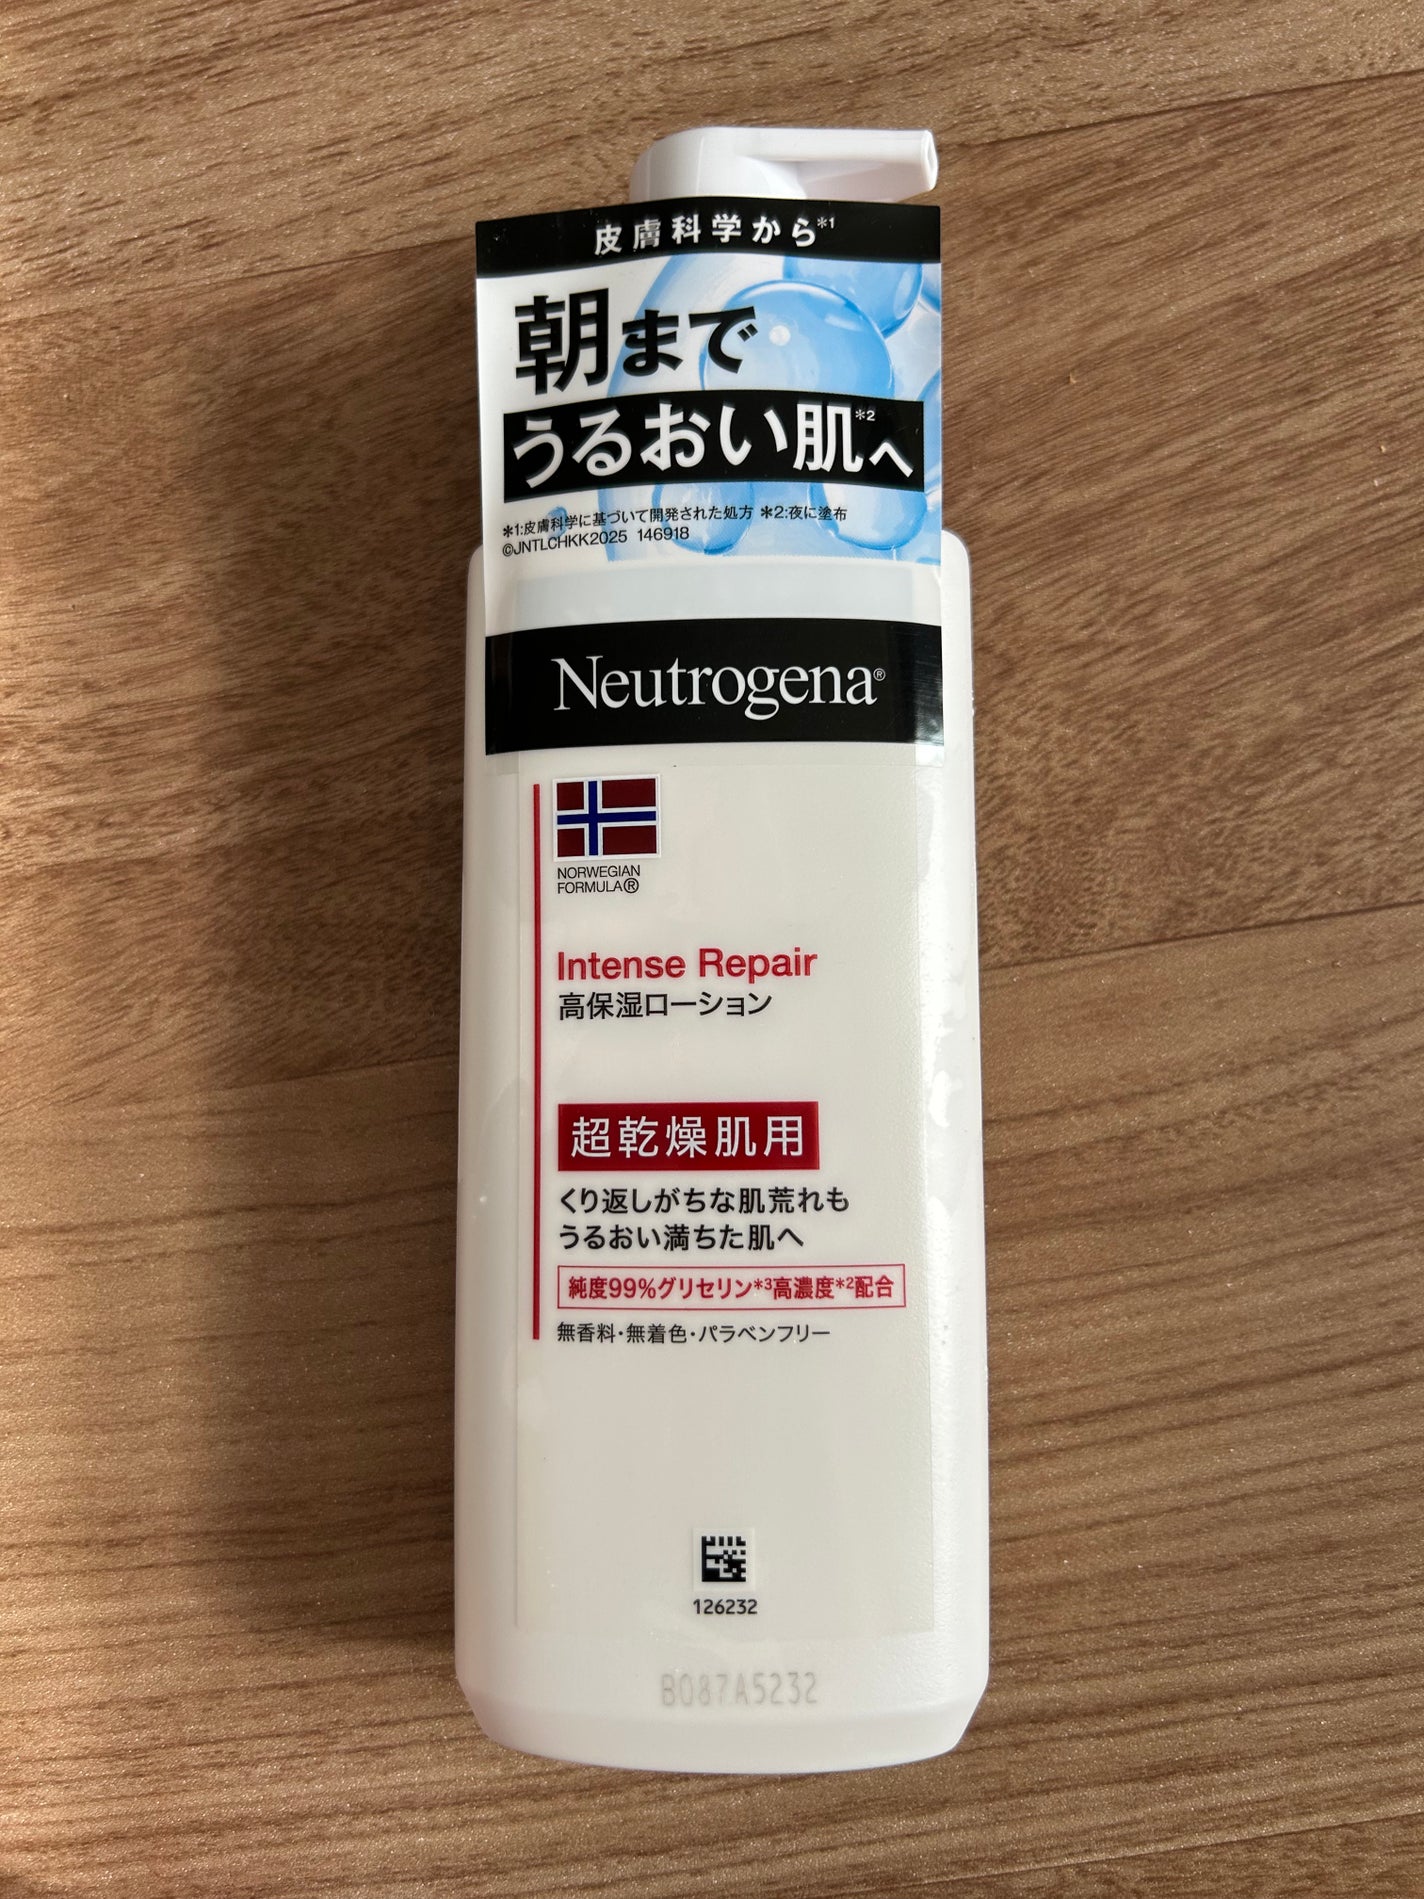 皮膚科学から*1
朝まで
うるおい肌*2へ
*1:皮膚科学に基づいて開発された処方 *2:夜に塗布
©JNTLCHKK2025 146918
Neutrogena®
NORWEGIAN
FORMULA®
Intense Repair
高保湿ローション
超乾燥肌用
くり返しがちな肌荒れも
うるおい満ちた肌へ
純度99%グリセリン*3高濃度*2配合
無香料・無着色・パラベンフリー
126232
B087A5232